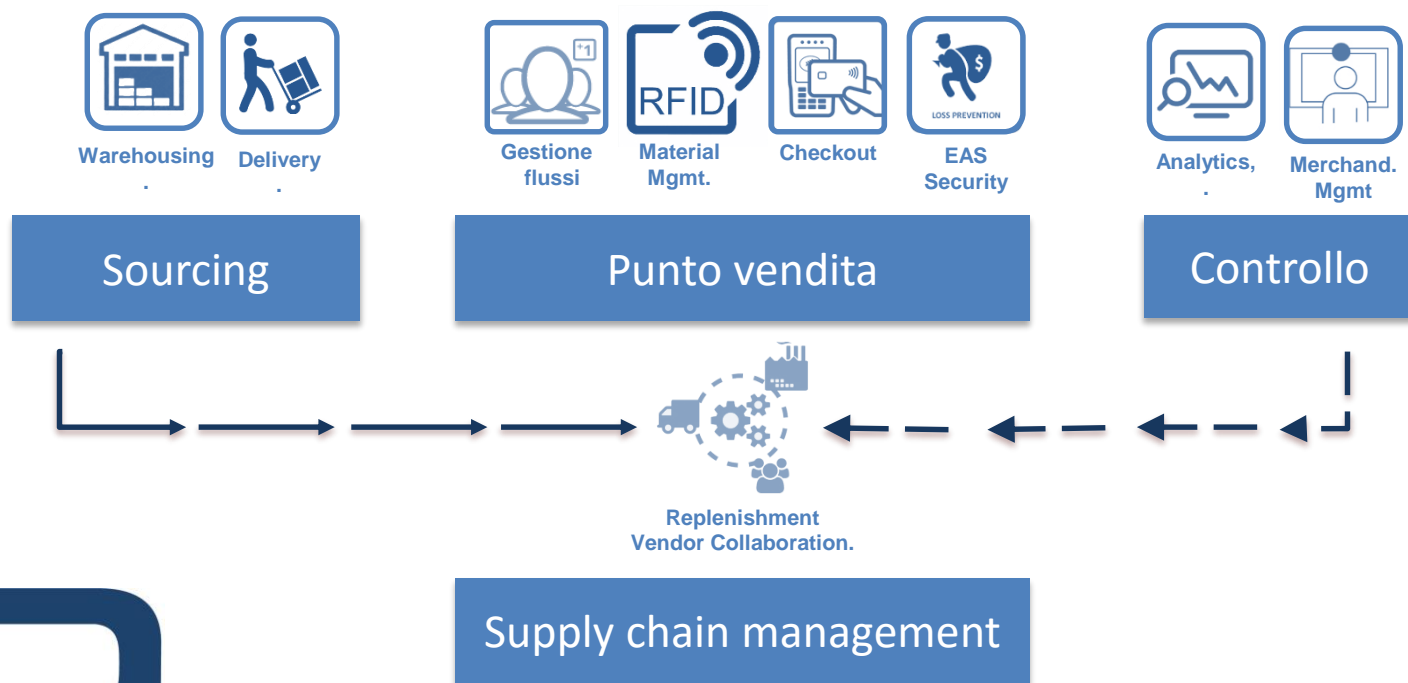 +1
RFID
$
LOSS PREVENTION
Warehousing
.
Delivery
.
Gestione
flussi
Material
Mgmt.
Checkout
EAS
Security
Analytics,
.
Merchand.
Mgmt
Sourcing
Punto vendita
Controllo
Replenishment
Vendor Collaboration.
Supply chain management